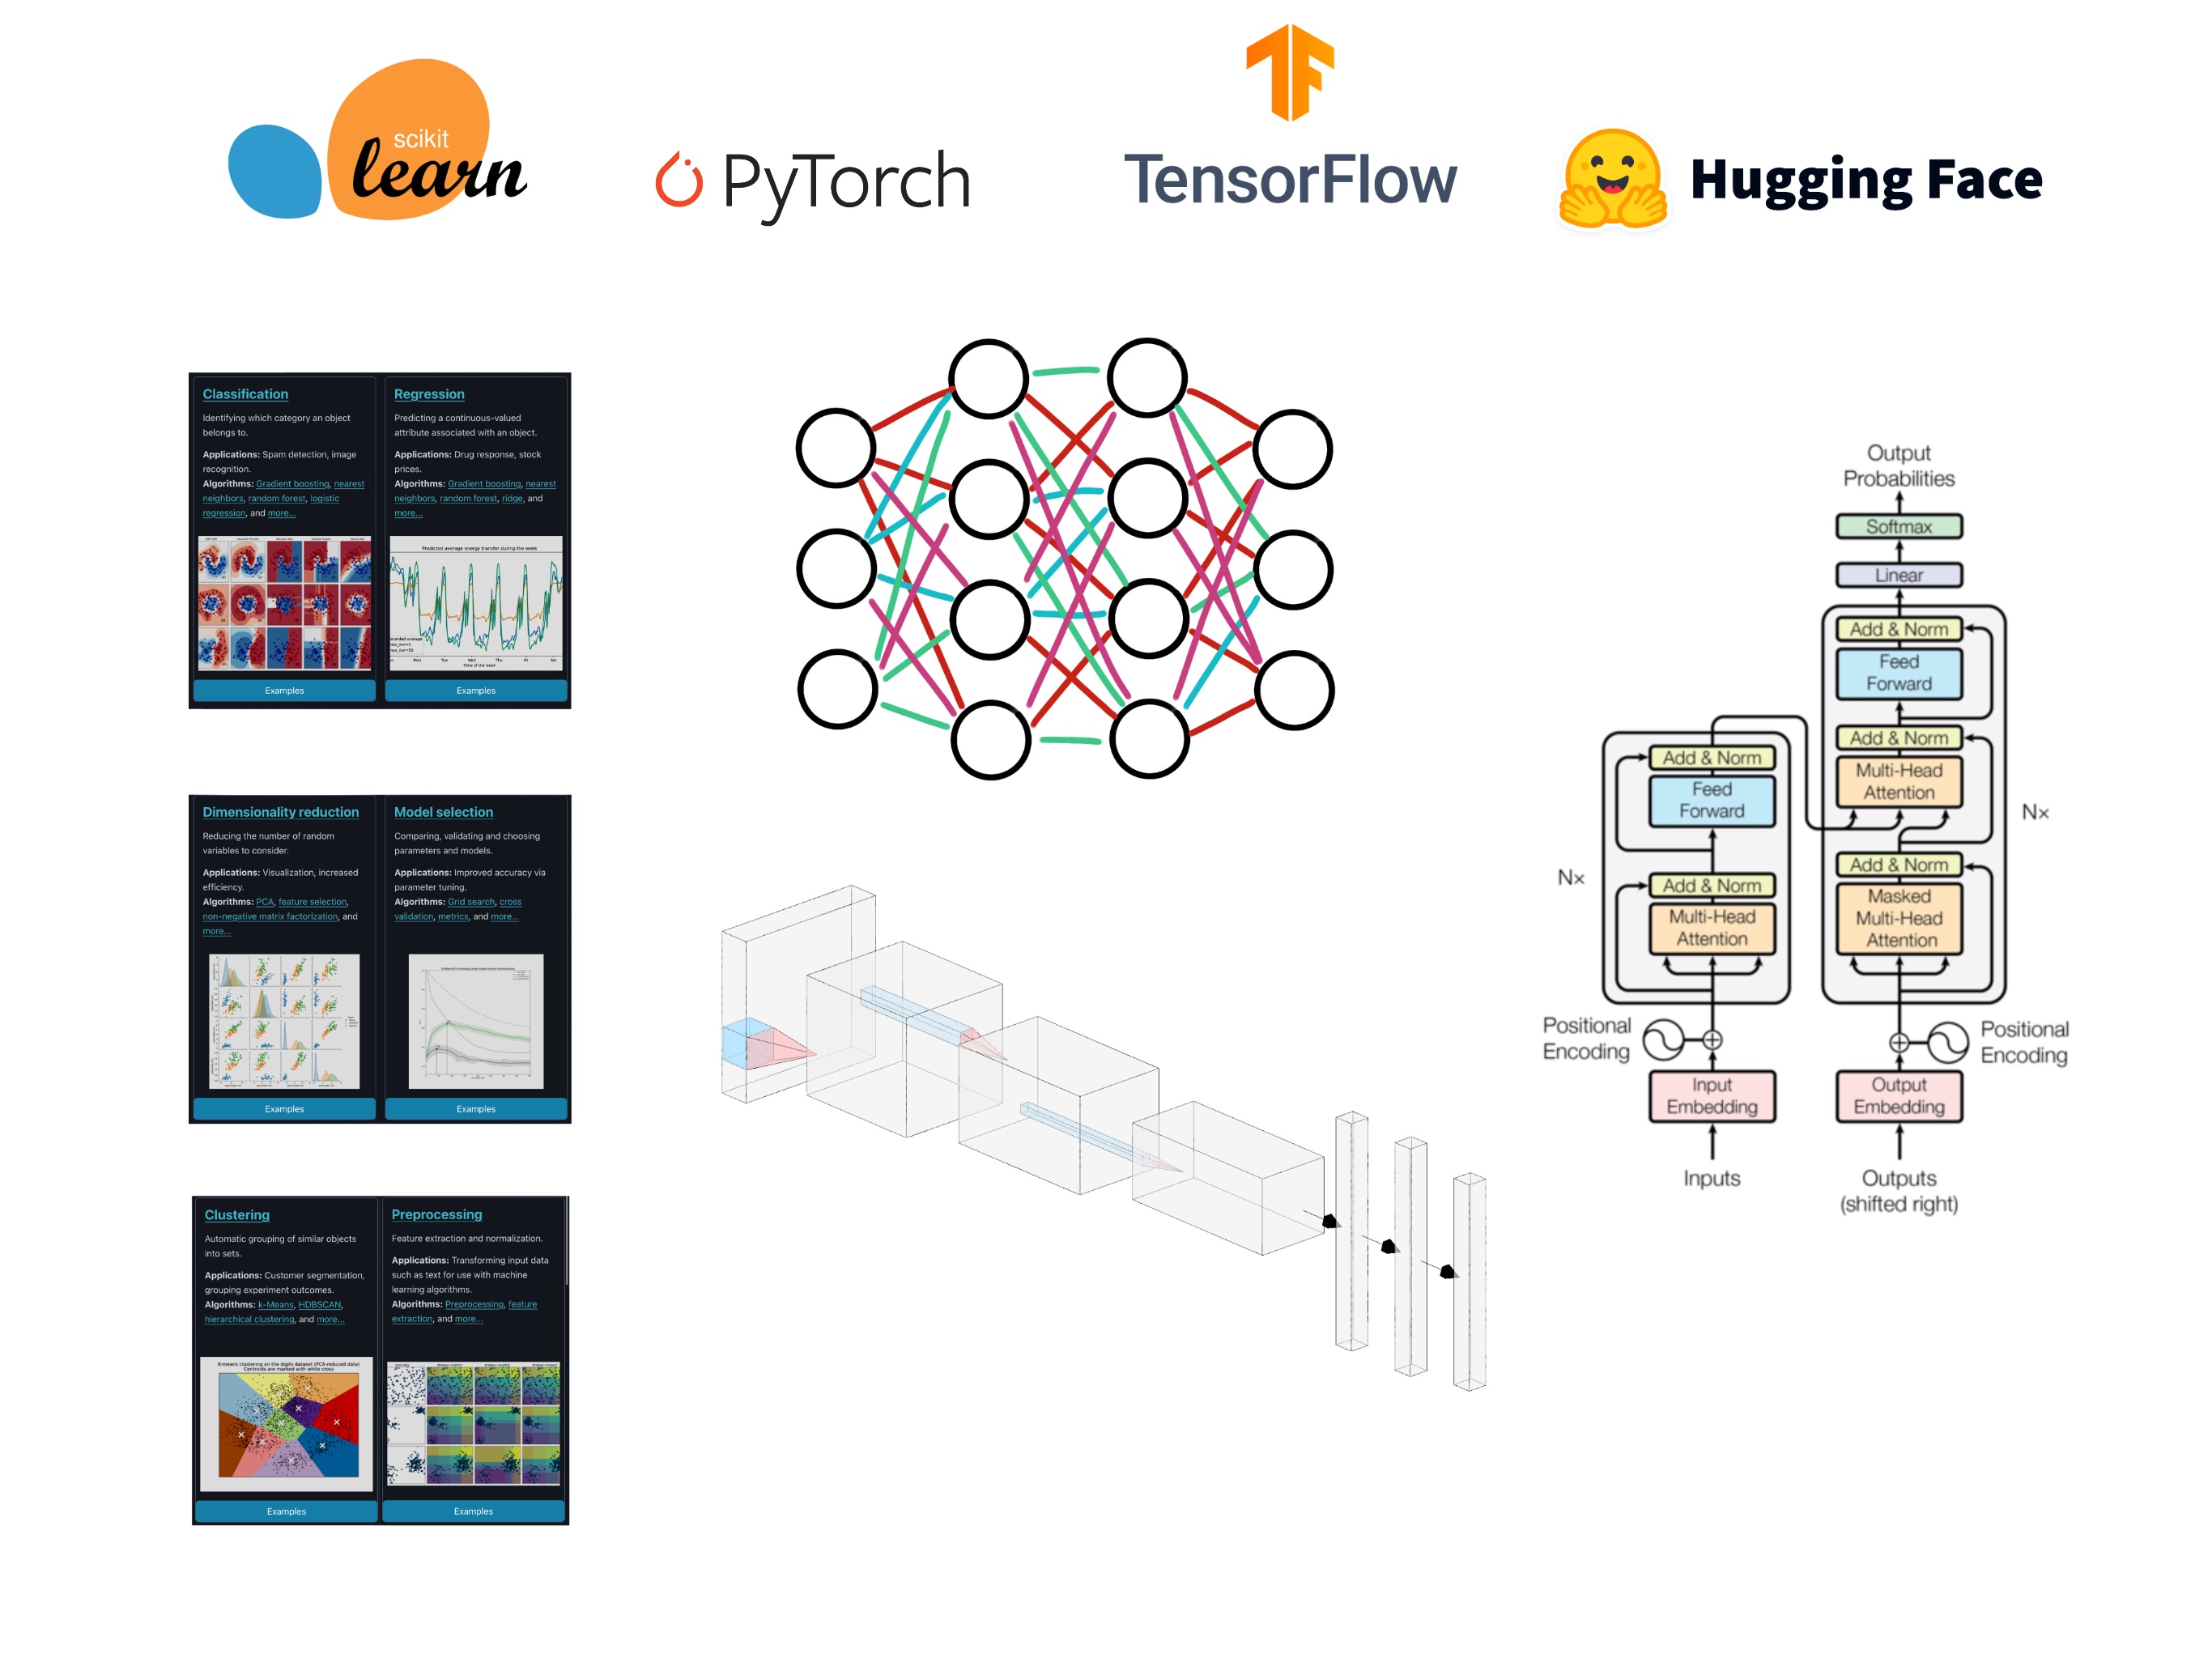 scikit
learn
PyTorch
TensorFlow
Hugging Face
Classification
Identifying which category an object
belongs to.
Applications: Spam detection, image
recognition.
Algorithms: Gradient boosting, nearest
neighbors, random forest, logistic
regression, and more...
Examples
Regression
Predicting a continuous-valued
attribute associated with an object.
Applications: Drug response, stock
prices.
Algorithms: Gradient boosting, nearest
neighbors, random forest, ridge, and
more...
Predicted average energy transfer during the week
Time of the week
Examples
Dimensionality reduction
Reducing the number of random
variables to consider.
Applications: Visualization, increased
efficiency.
Algorithms: PCA, feature selection,
non-negative matrix factorization, and
more...
Examples
Model selection
Comparing, validating and choosing
parameters and models.
Applications: Improved accuracy via
parameter tuning.
Algorithms: Grid search, cross
validation, metrics, and more...
Examples
Clustering
Automatic grouping of similar objects
into sets.
Applications: Customer segmentation,
grouping experiment outcomes.
Algorithms: k-Means, HDBSCAN,
hierarchical clustering, and more...
K-means clustering on the digits dataset (PCA-reduced data)
Centroids are marked with white cross
Examples
Preprocessing
Feature extraction and normalization.
Applications: Transforming input data
such as text for use with machine
learning algorithms.
Algorithms: Preprocessing, feature
extraction, and more...
Examples
Output
Probabilities
Softmax
Linear
Add & Norm
Feed
Forward
Add & Norm
Multi-Head
Attention
Add & Norm
Masked
Multi-Head
Attention
Nx
Positional
Encoding
Output
Embedding
Outputs
(shifted right)
Add & Norm
Feed
Forward
Add & Norm
Multi-Head
Attention
Nx
Positional
Encoding
Input
Embedding
Inputs